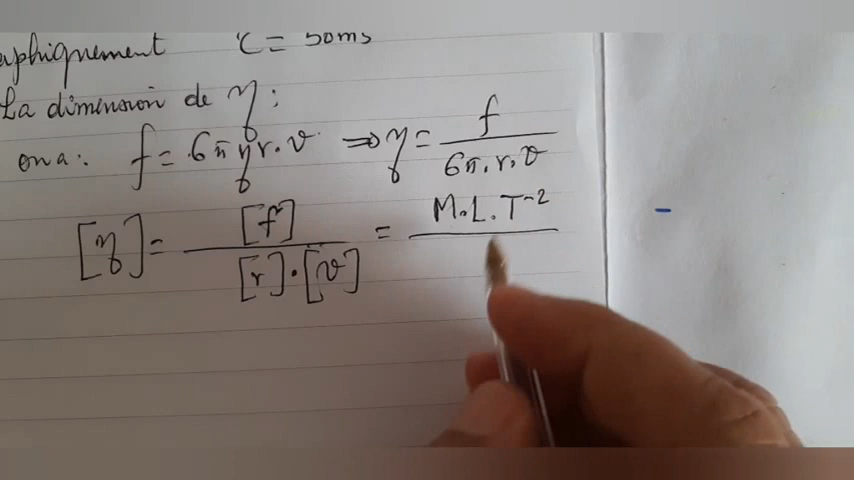 aphiquement τ = 50ms
La dimension de η :
on a : f = 6π η r . v ⇒ η = f / 6π . r . v
[η] = [f] / [r] . [v] = M . L . T⁻²